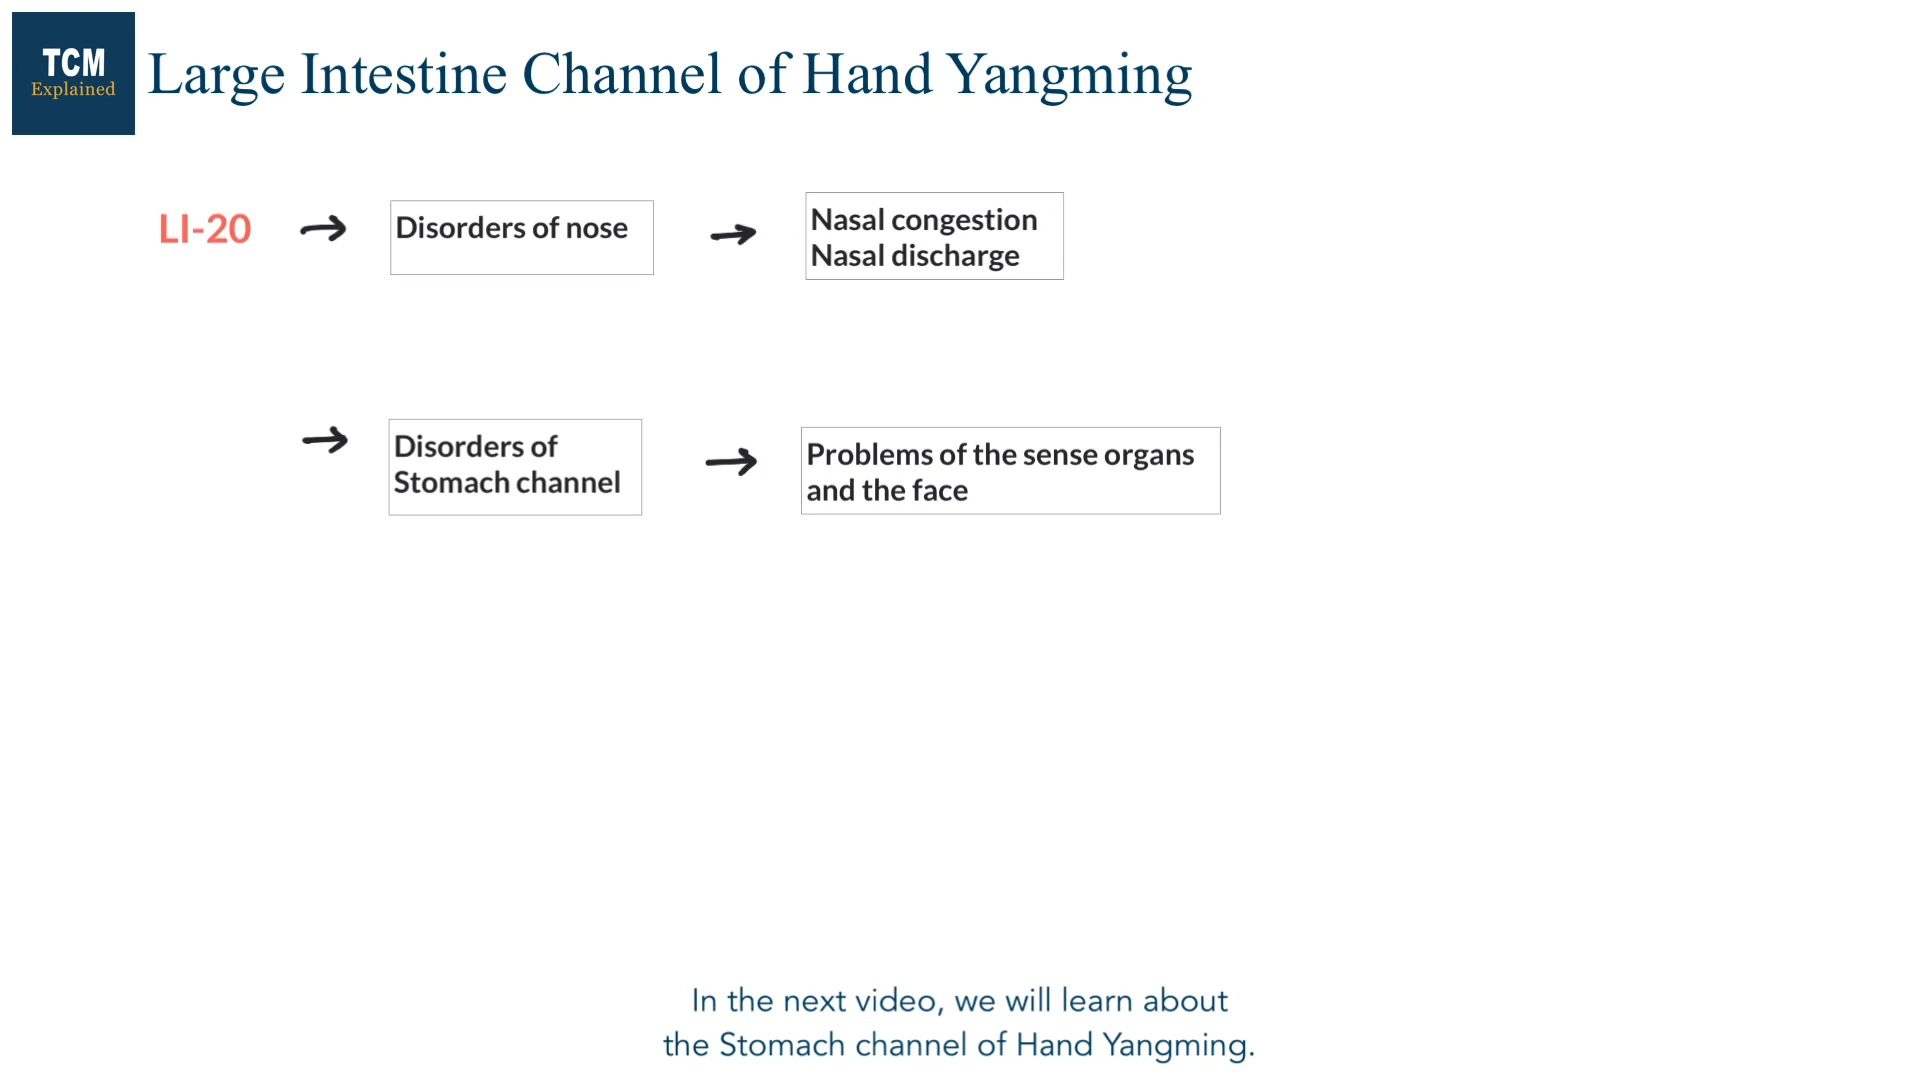 TCM
Explained
Large Intestine Channel of Hand Yangming
LI-20
Disorders of nose
Nasal congestion
Nasal discharge
Disorders of
Stomach channel
Problems of the sense organs
and the face
In the next video, we will learn about
the Stomach channel of Hand Yangming.